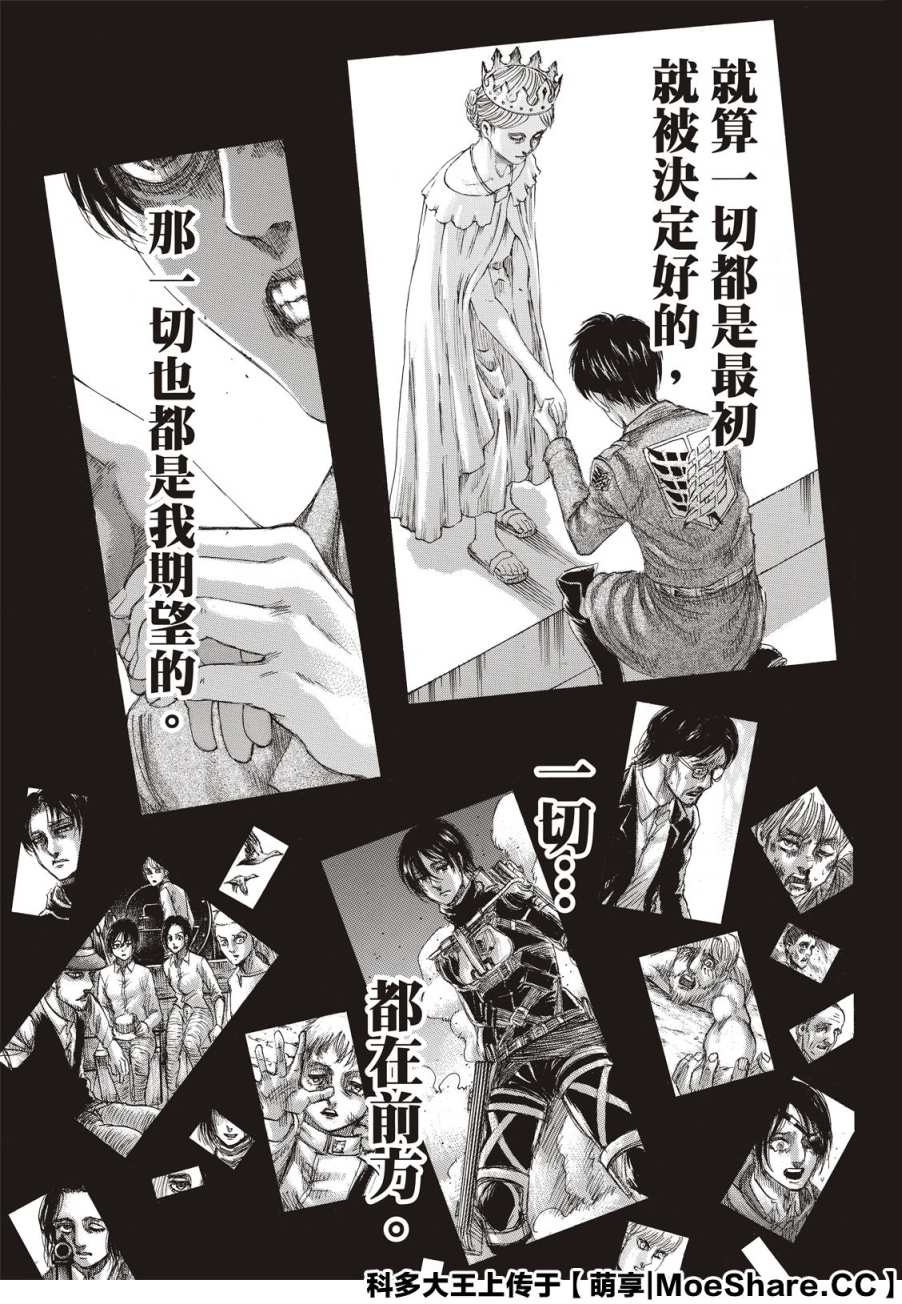 就算一切都是最初
就被決定好的，
那一切也都是我期望的。
一切…
都在前方。
科多大王上传于【萌享|MoeShare.CC】